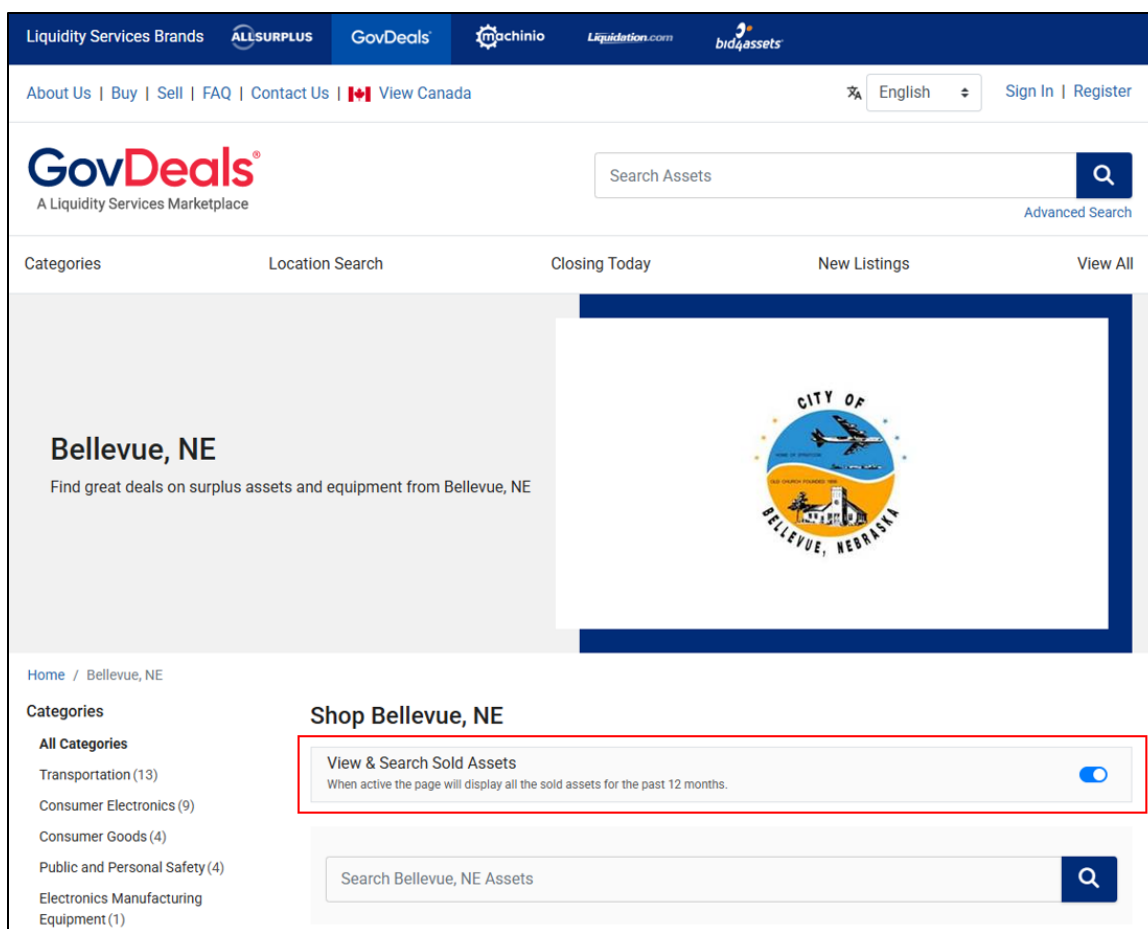 Liquidity Services Brands ALLSURPLUS GovDeals machinio Liquidation.com bid4assets
About Us | Buy | Sell | FAQ | Contact Us | View Canada English Sign In | Register
GovDeals®
A Liquidity Services Marketplace
Search Assets
Advanced Search
Categories Location Search Closing Today New Listings View All
CITY OF
BELLEVUE, NEBRASKA
Bellevue, NE
Find great deals on surplus assets and equipment from Bellevue, NE
Home / Bellevue, NE
Categories
All Categories
Transportation (13)
Consumer Electronics (9)
Consumer Goods (4)
Public and Personal Safety (4)
Electronics Manufacturing
Equipment (1)
Shop Bellevue, NE
View & Search Sold Assets
When active the page will display all the sold assets for the past 12 months.
Search Bellevue, NE Assets